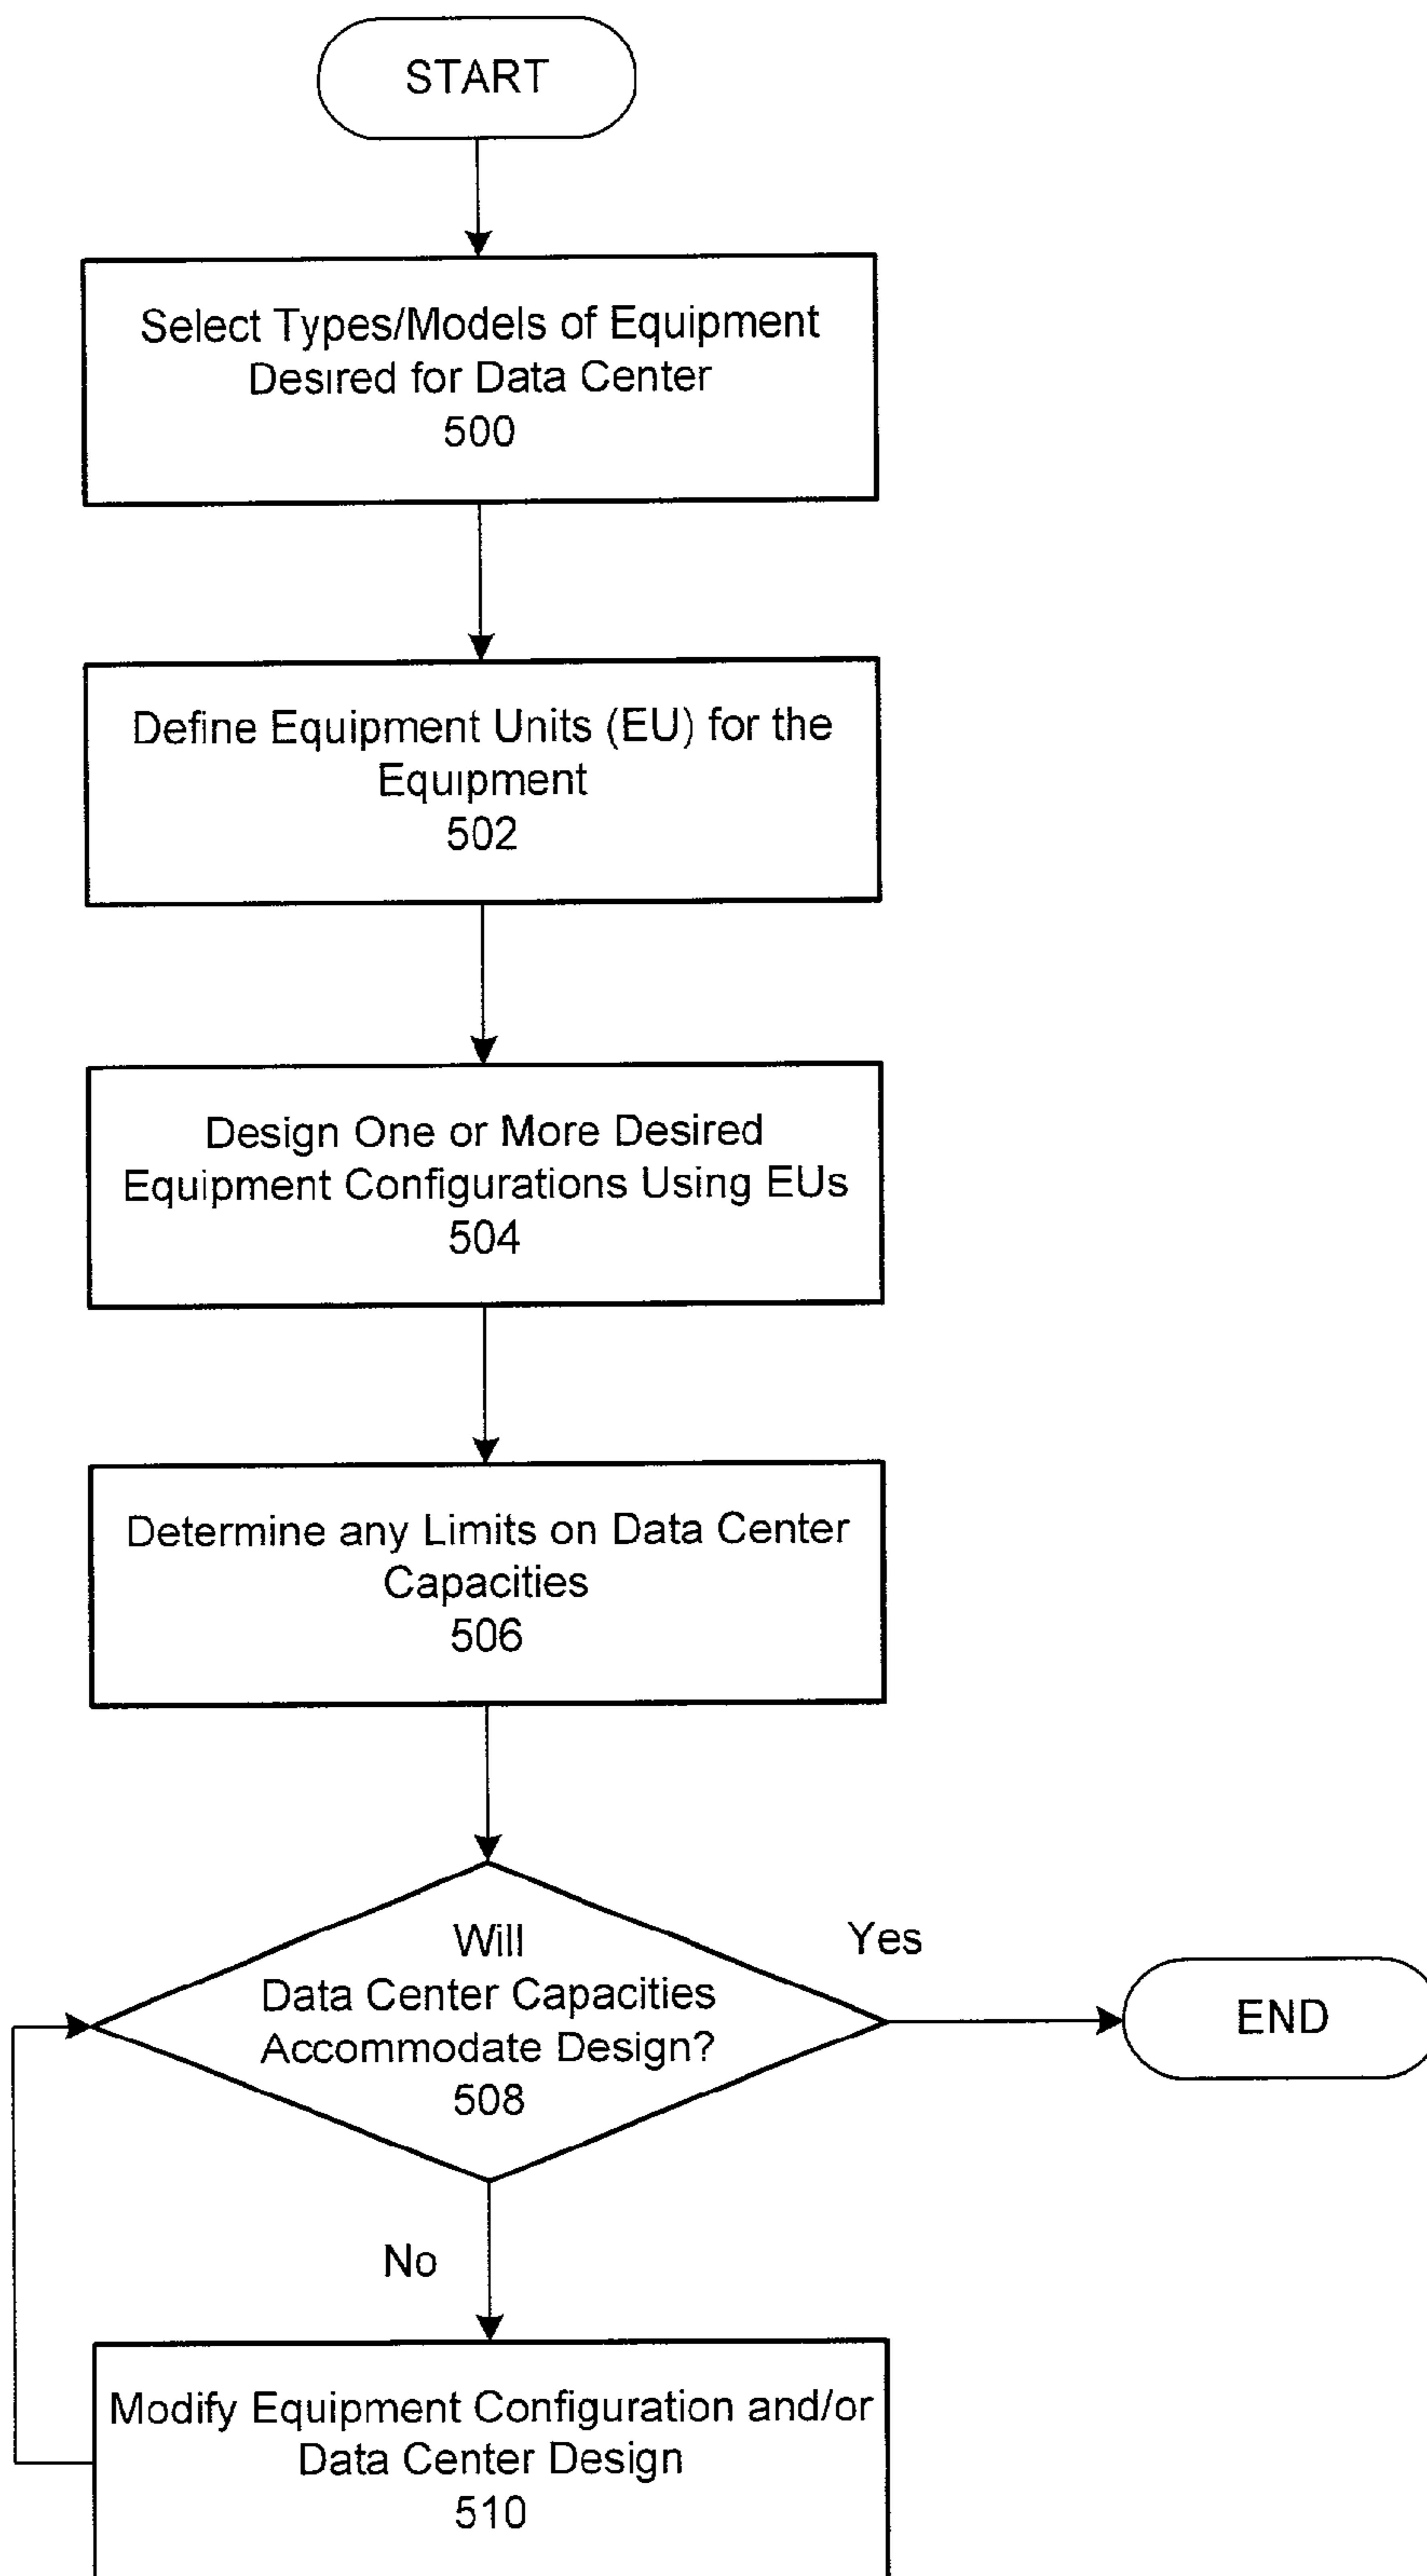 START
Select Types/Models of Equipment
Desired for Data Center
500
Define Equipment Units (EU) for the
Equipment
502
Design One or More Desired
Equipment Configurations Using EUs
504
Determine any Limits on Data Center
Capacities
506
Will
Data Center Capacities
Accommodate Design?
508
Yes
END
No
Modify Equipment Configuration and/or
Data Center Design
510